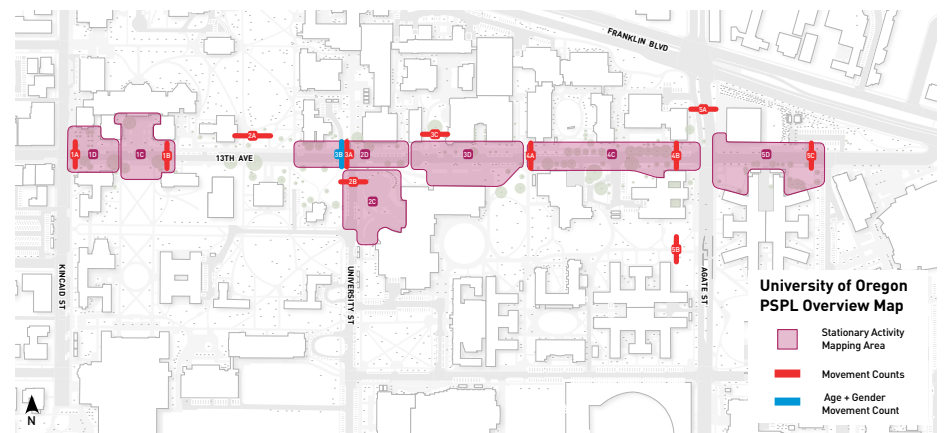 FRANKLIN BLVD
5A
2A
3C
1A
1D
1C
1B
13TH AVE
3B
3A
2D
3D
4A
4C
4B
5D
5C
2B
2C
5B
KINCAID ST
UNIVERSITY ST
AGATE ST
University of Oregon
PSPL Overview Map
Stationary Activity
Mapping Area
Movement Counts
Age + Gender
Movement Count
N